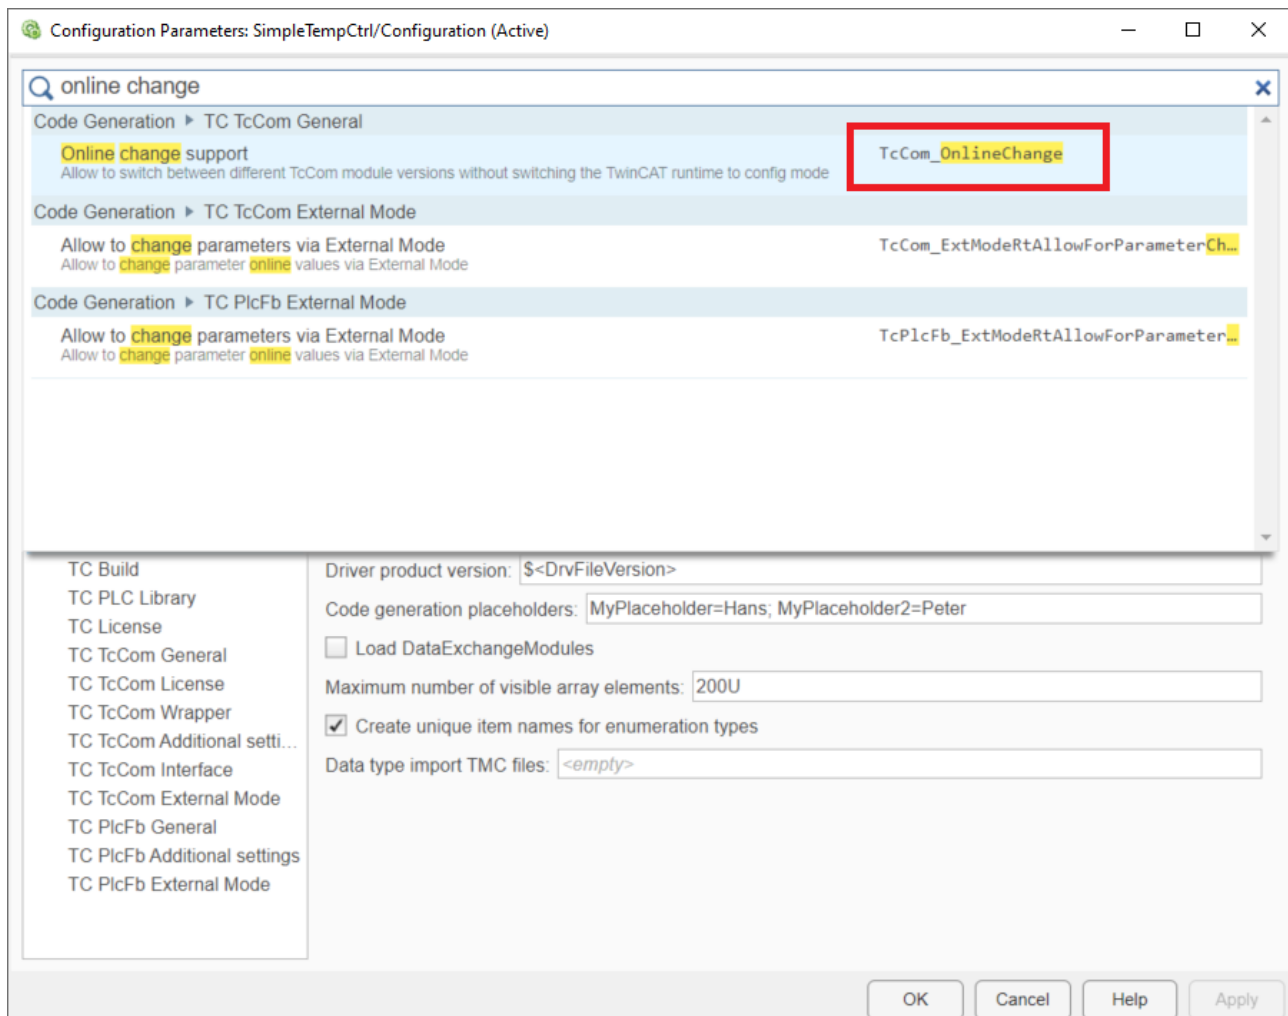 Configuration Parameters: SimpleTempCtrl/Configuration (Active)
online change
Code Generation ▶ TC TcCom General
Online change support
TcCom_OnlineChange
Allow to switch between different TcCom module versions without switching the TwinCAT runtime to config mode
Code Generation ▶ TC TcCom External Mode
Allow to change parameters via External Mode
TcCom_ExtModeRtAllowForParameterCh…
Allow to change parameter online values via External Mode
Code Generation ▶ TC PlcFb External Mode
Allow to change parameters via External Mode
TcPlcFb_ExtModeRtAllowForParameter…
Allow to change parameter online values via External Mode
TC Build
TC PLC Library
TC License
TC TcCom General
TC TcCom License
TC TcCom Wrapper
TC TcCom Additional setti…
TC TcCom Interface
TC TcCom External Mode
TC PlcFb General
TC PlcFb Additional settings
TC PlcFb External Mode
Driver product version: $<DrvFileVersion>
Code generation placeholders: MyPlaceholder=Hans; MyPlaceholder2=Peter
Load DataExchangeModules
Maximum number of visible array elements: 200U
Create unique item names for enumeration types
Data type import TMC files: <empty>
OK
Cancel
Help
Apply